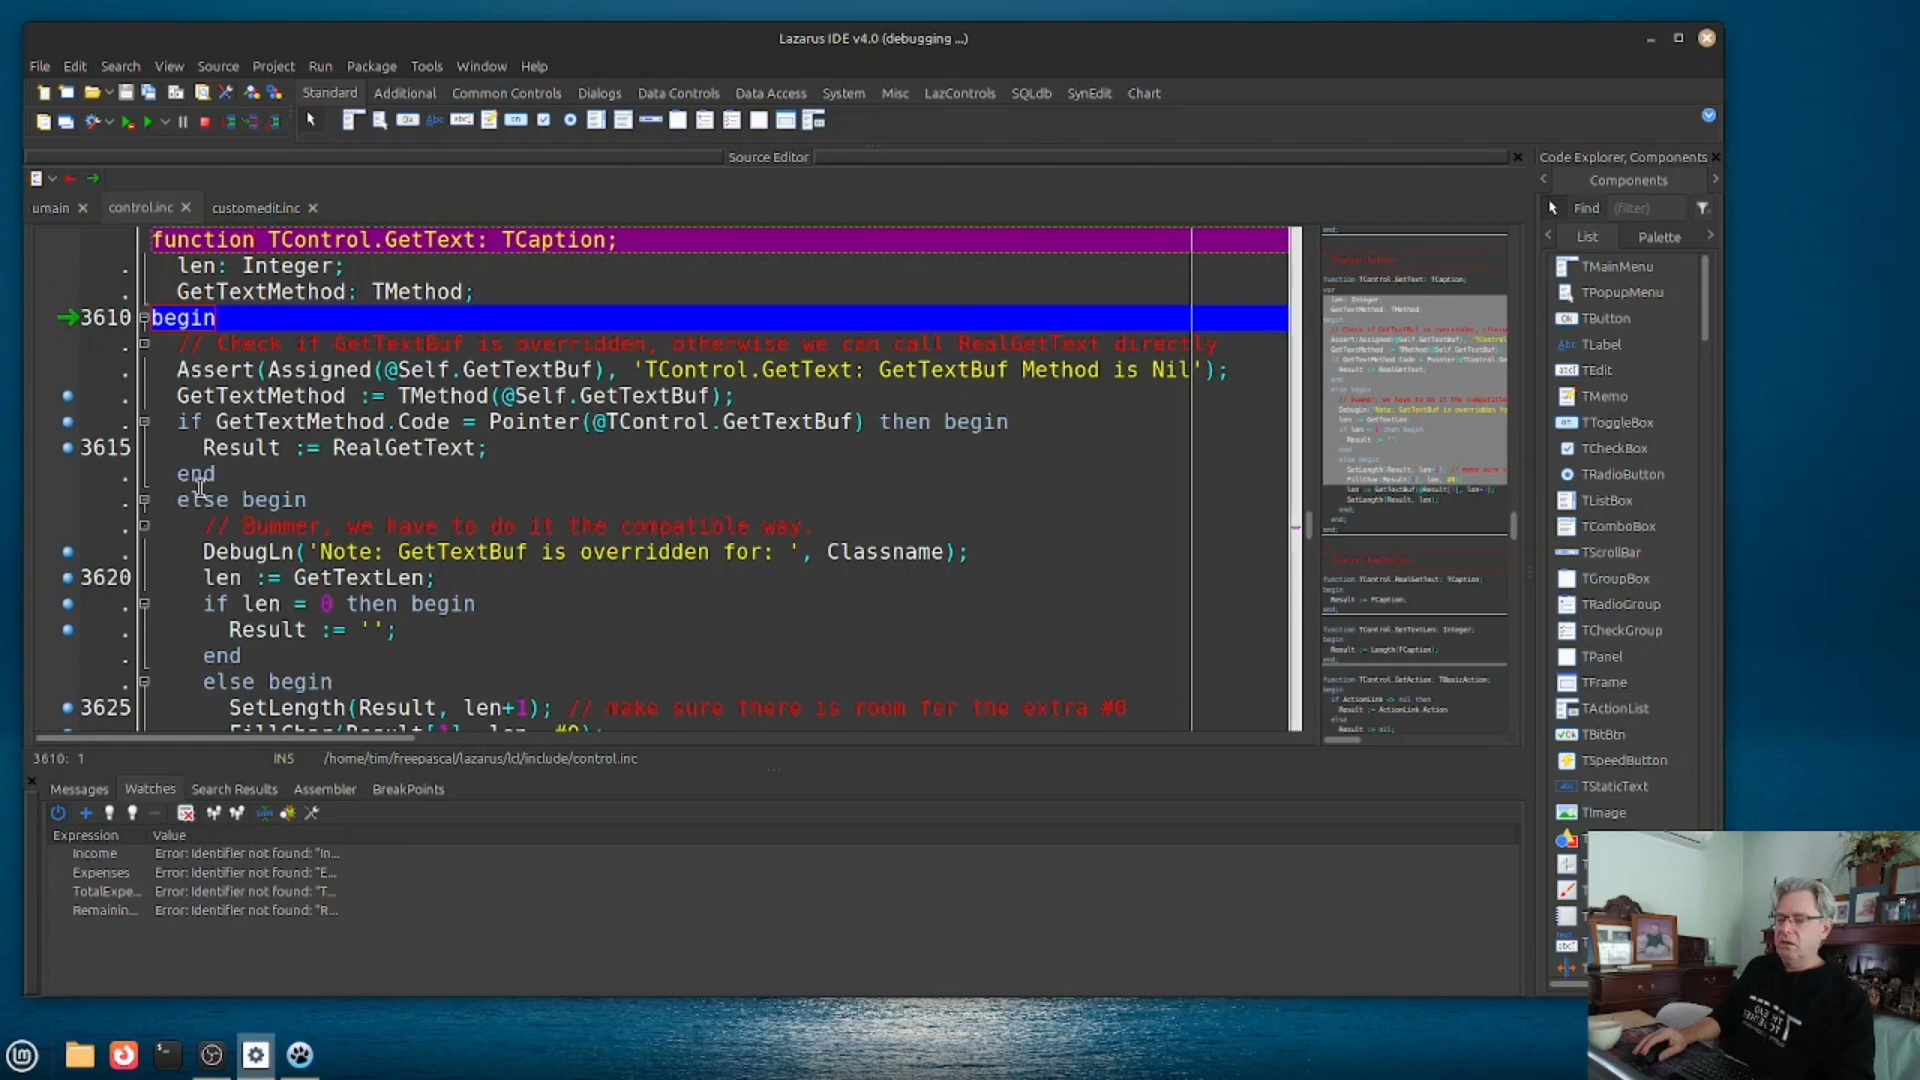 Lazarus IDE v4.0 (debugging ...)
File Edit Search View Source Project Run Package Tools Window Help
Standard Additional Common Controls Dialogs Data Controls Data Access System Misc LazControls SQLdb SynEdit Chart
Source Editor
Code Explorer, Components
Components
umain control.inc customedit.inc
Find (filter)
List Palette
function TControl.GetText: TCaption;
len: Integer;
GetTextMethod: TMethod;
3610 begin
// Check if GetTextBuf is overridden, otherwise we can call RealGetText directly
Assert(Assigned(@Self.GetTextBuf), 'TControl.GetText: GetTextBuf Method is Nil');
GetTextMethod := TMethod(@Self.GetTextBuf);
if GetTextMethod.Code = Pointer(@TControl.GetTextBuf) then begin
3615 Result := RealGetText;
end
else begin
// Bummer, we have to do it the compatible way.
DebugLn('Note: GetTextBuf is overridden for: ', Classname);
3620 len := GetTextLen;
if len = 0 then begin
Result := '';
end
else begin
3625 SetLength(Result, len+1); // make sure there is room for the extra #0
TMainMenu
TPopupMenu
TButton
TLabel
TEdit
TMemo
TToggleBox
TCheckBox
TRadioButton
TListBox
TComboBox
TScrollBar
TGroupBox
TRadioGroup
TCheckGroup
TPanel
TFrame
TActionList
TBitBtn
TSpeedButton
TStaticText
TImage
3610: 1 INS /home/tim/freepascal/lazarus/lcl/include/control.inc
Messages Watches Search Results Assembler BreakPoints
Expression Value
Income Error: Identifier not found: "In...
Expenses Error: Identifier not found: "E...
TotalExpe... Error: Identifier not found: "T...
Remainin... Error: Identifier not found: "R...